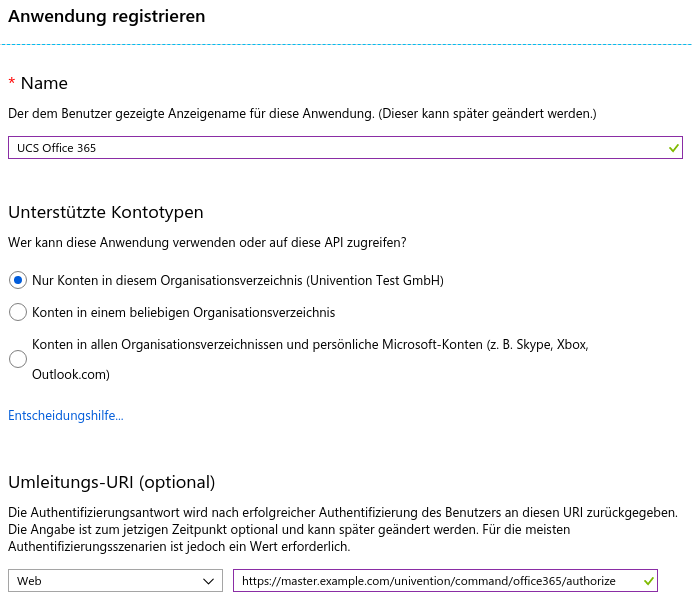 Anwendung registrieren
* Name
Der dem Benutzer gezeigte Anzeigename für diese Anwendung. (Dieser kann später geändert werden.)
UCS Office 365
Unterstützte Kontotypen
Wer kann diese Anwendung verwenden oder auf diese API zugreifen?
Nur Konten in diesem Organisationsverzeichnis (Univention Test GmbH)
Konten in einem beliebigen Organisationsverzeichnis
Konten in allen Organisationsverzeichnissen und persönliche Microsoft-Konten (z. B. Skype, Xbox,
Outlook.com)
Entscheidungshilfe...
Umleitungs-URI (optional)
Die Authentifizierungsantwort wird nach erfolgreicher Authentifizierung des Benutzers an diesen URI zurückgegeben.
Die Angabe ist zum jetzigen Zeitpunkt optional und kann später geändert werden. Für die meisten
Authentifizierungsszenarien ist jedoch ein Wert erforderlich.
Web https://master.example.com/univention/command/office365/authorize